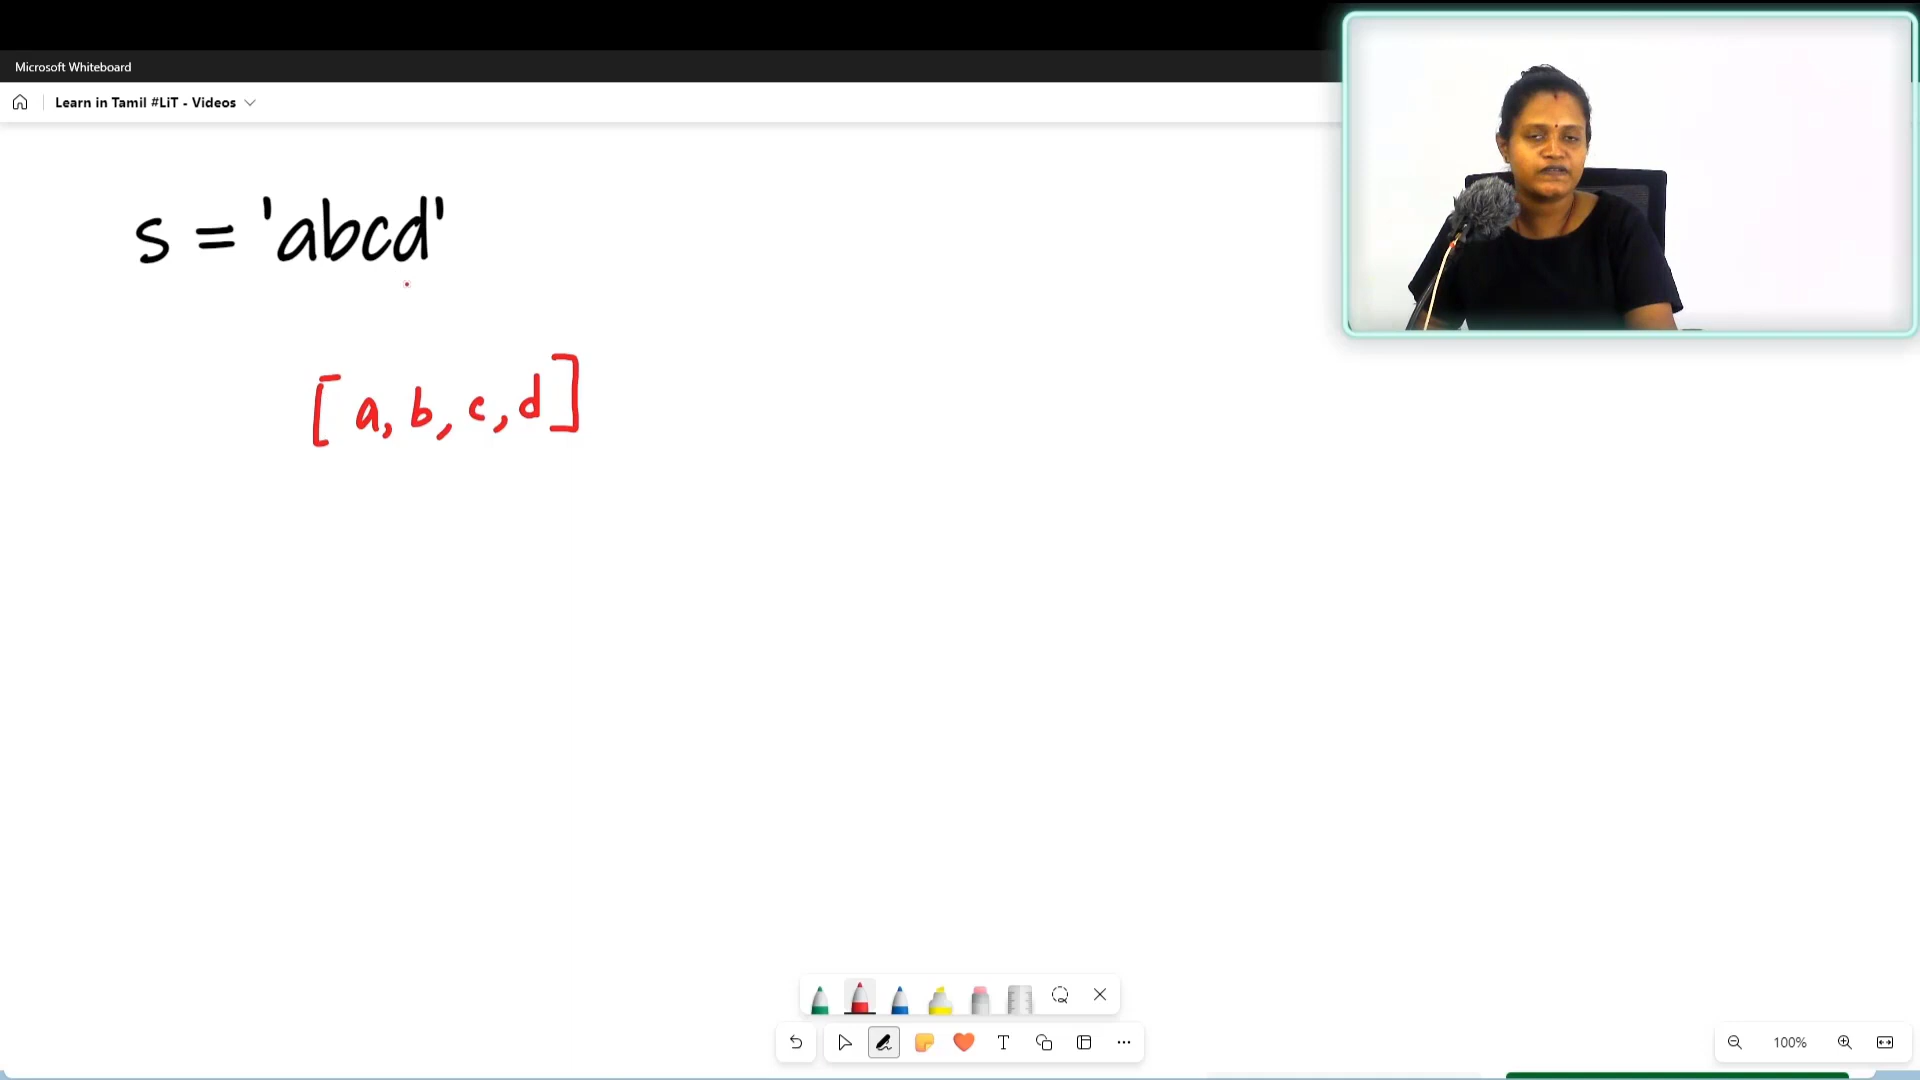 Microsoft Whiteboard
Learn in Tamil #LiT - Videos
s = 'abcd'
[ a, b, c, d ]
T
100%